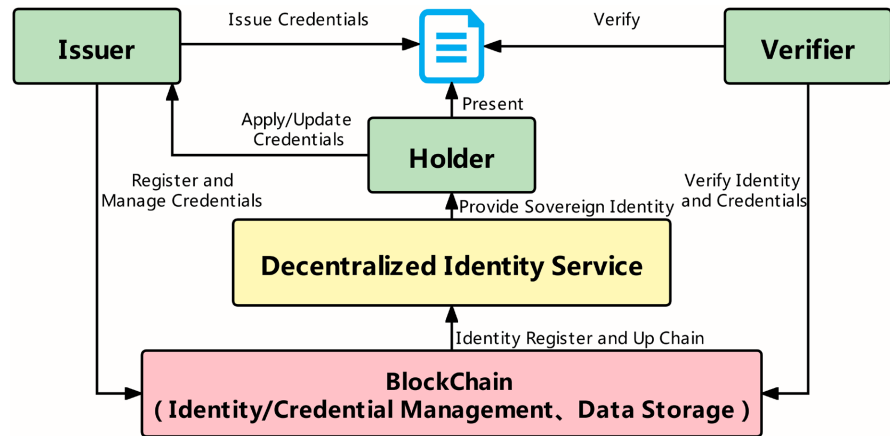 Issue Credentials
Verify
Issuer
Verifier
Present
Apply/Update
Credentials
Holder
Register and
Manage Credentials
Verify Identity
and Credentials
Provide Sovereign Identity
Decentralized Identity Service
Identity Register and Up Chain
BlockChain
( Identity/Credential Management、Data Storage )